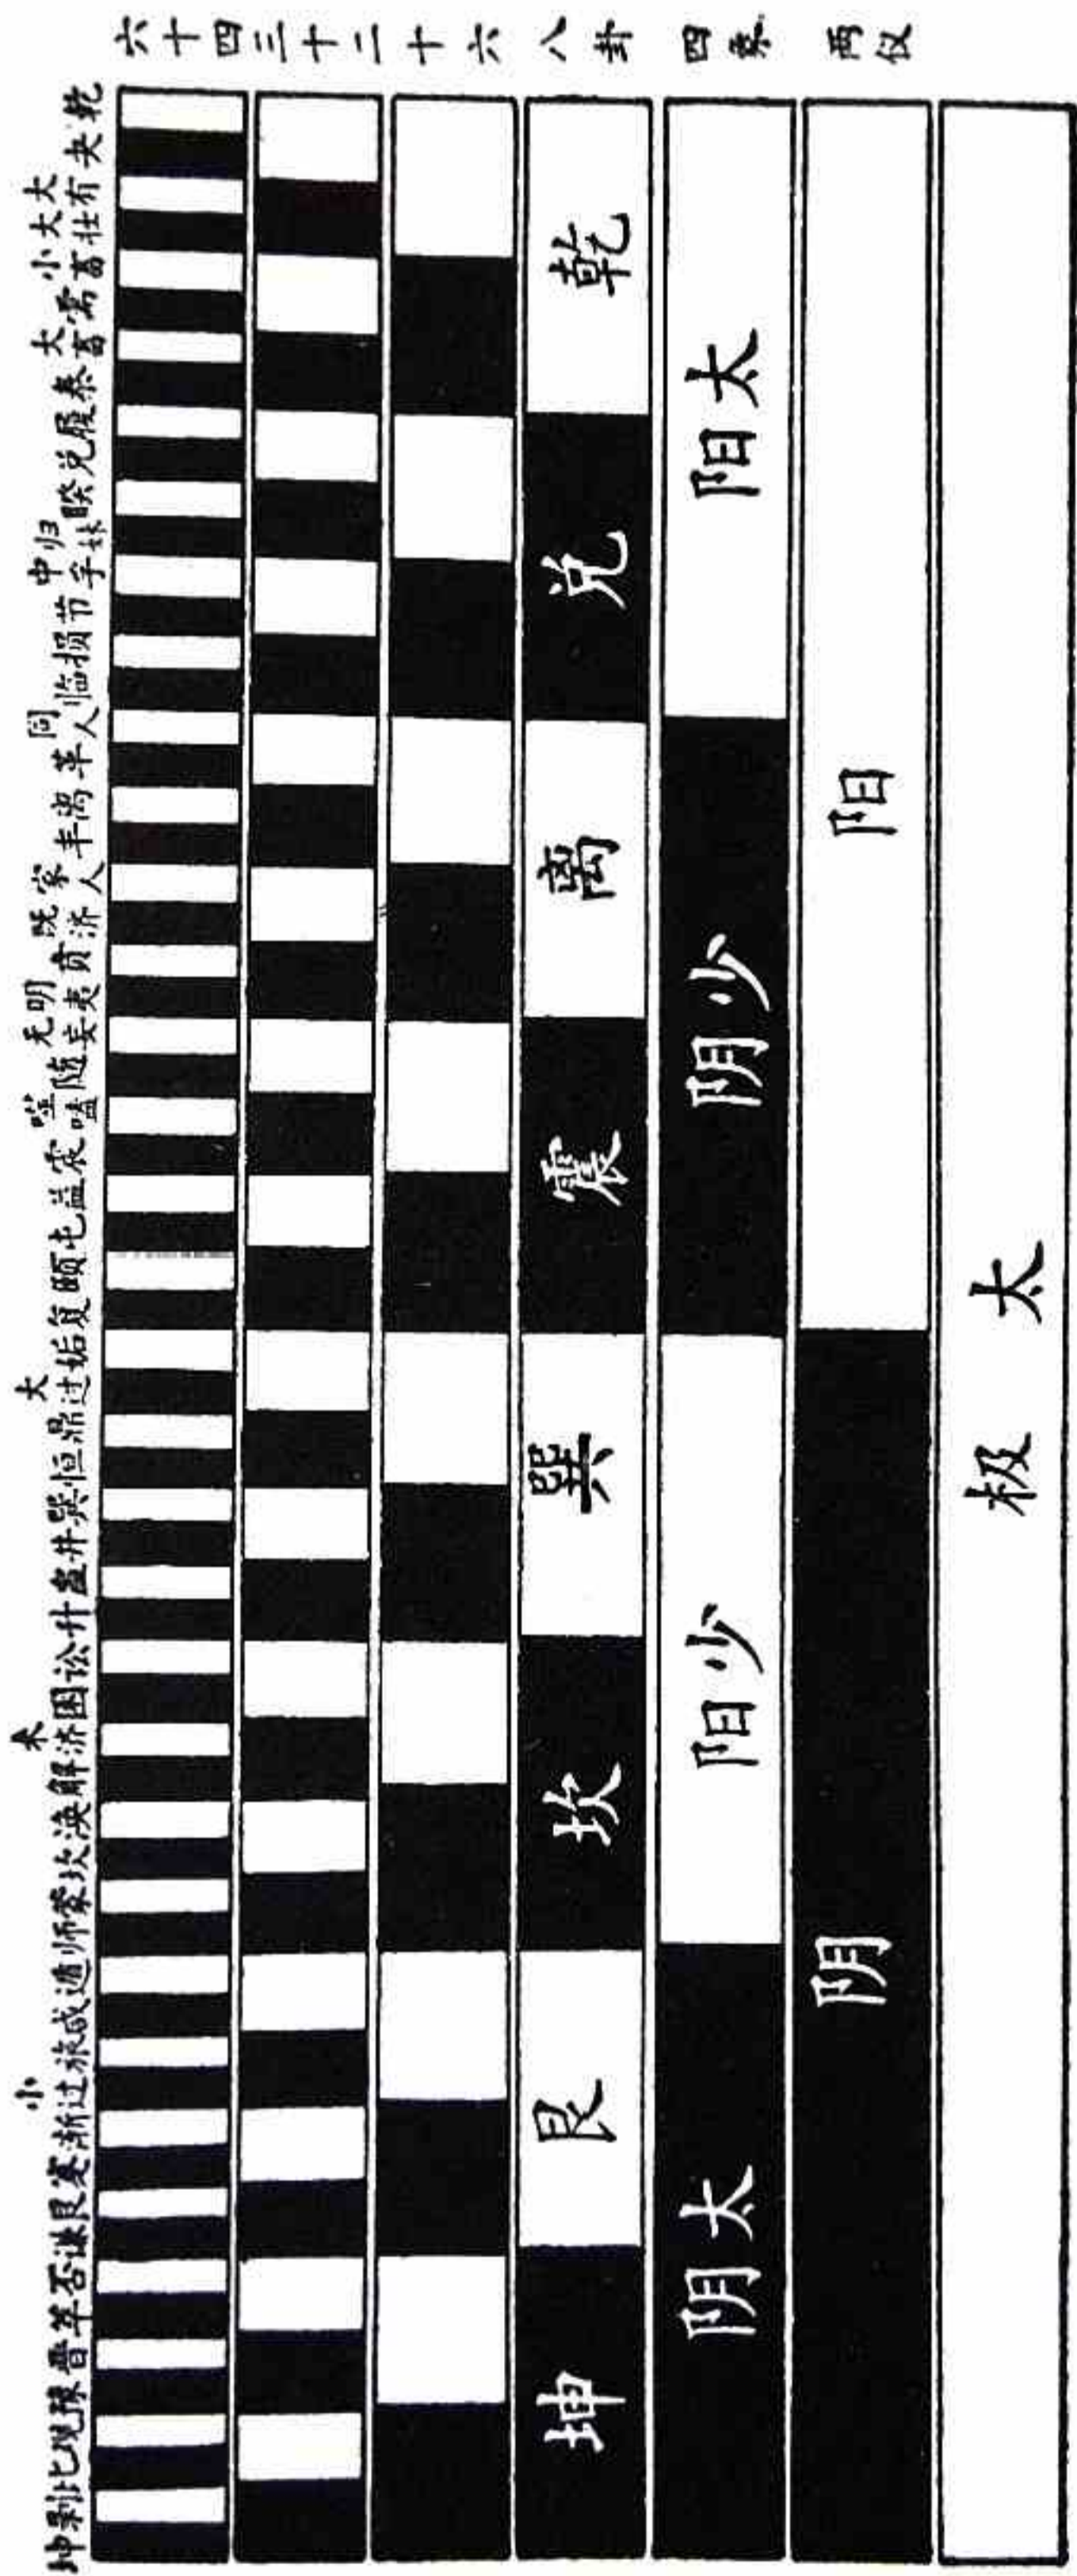 六十四
三十二
十六
八卦
四象
两仪
乾 夬 大有 大壮 小畜 需 大畜 泰 履 兑 睽 归妹 中孚 节 损 临 同人 革 离 丰 家人 既济 贲 明夷 无妄 随 噬嗑 震 益 屯 颐 复 姤 大过 鼎 恒 巽 井 蛊 升 讼 困 未济 解 涣 坎 蒙 师 遁 咸 旅 小过 渐 蹇 艮 谦 否 萃 晋 豫 观 比 剥 坤
乾 兑 离 震 巽 坎 艮 坤
太阳 少阴 少阳 太阴
阳 阴
太极